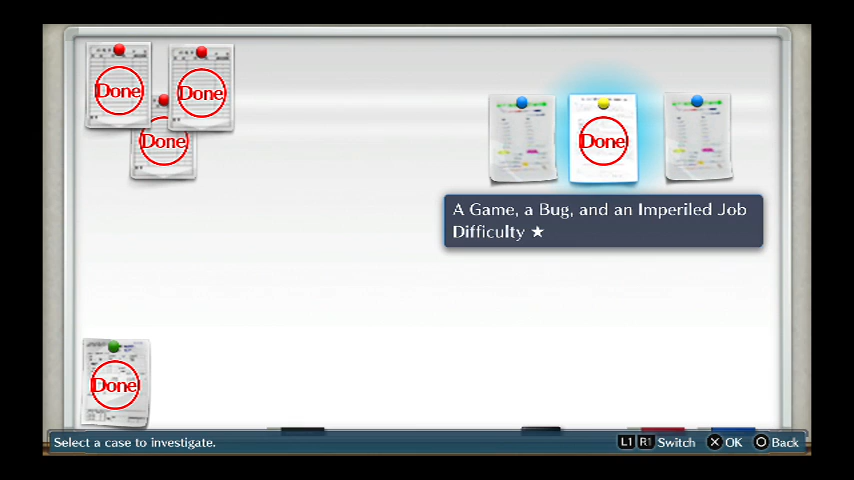 Done
Done
Done
Done
A Game, a Bug, and an Imperiled Job
Difficulty ★
Done
Select a case to investigate.
L1 R1 Switch OK Back